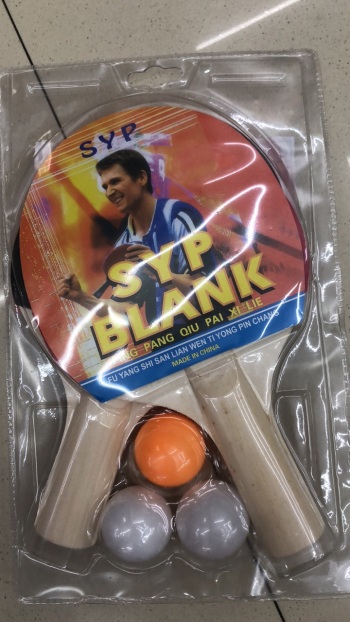 SYP
SYP
BLANK
PANG QIU PAI XI LIE
FU YANG SHI SAN LIAN WEN TI YONG PIN CHANG
MADE IN CHINA